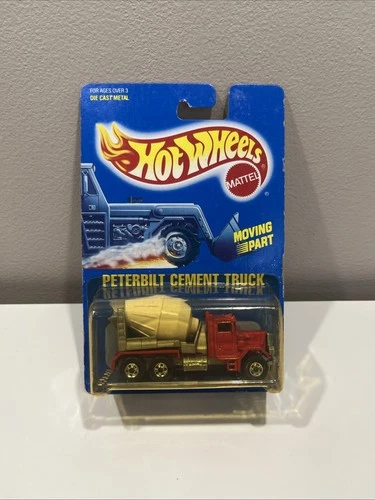 FOR AGES OVER 3
DIE CAST METAL
HOT WHEELS
MATTEL
®
MOVING
PART
PETERBILT CEMENT TRUCK